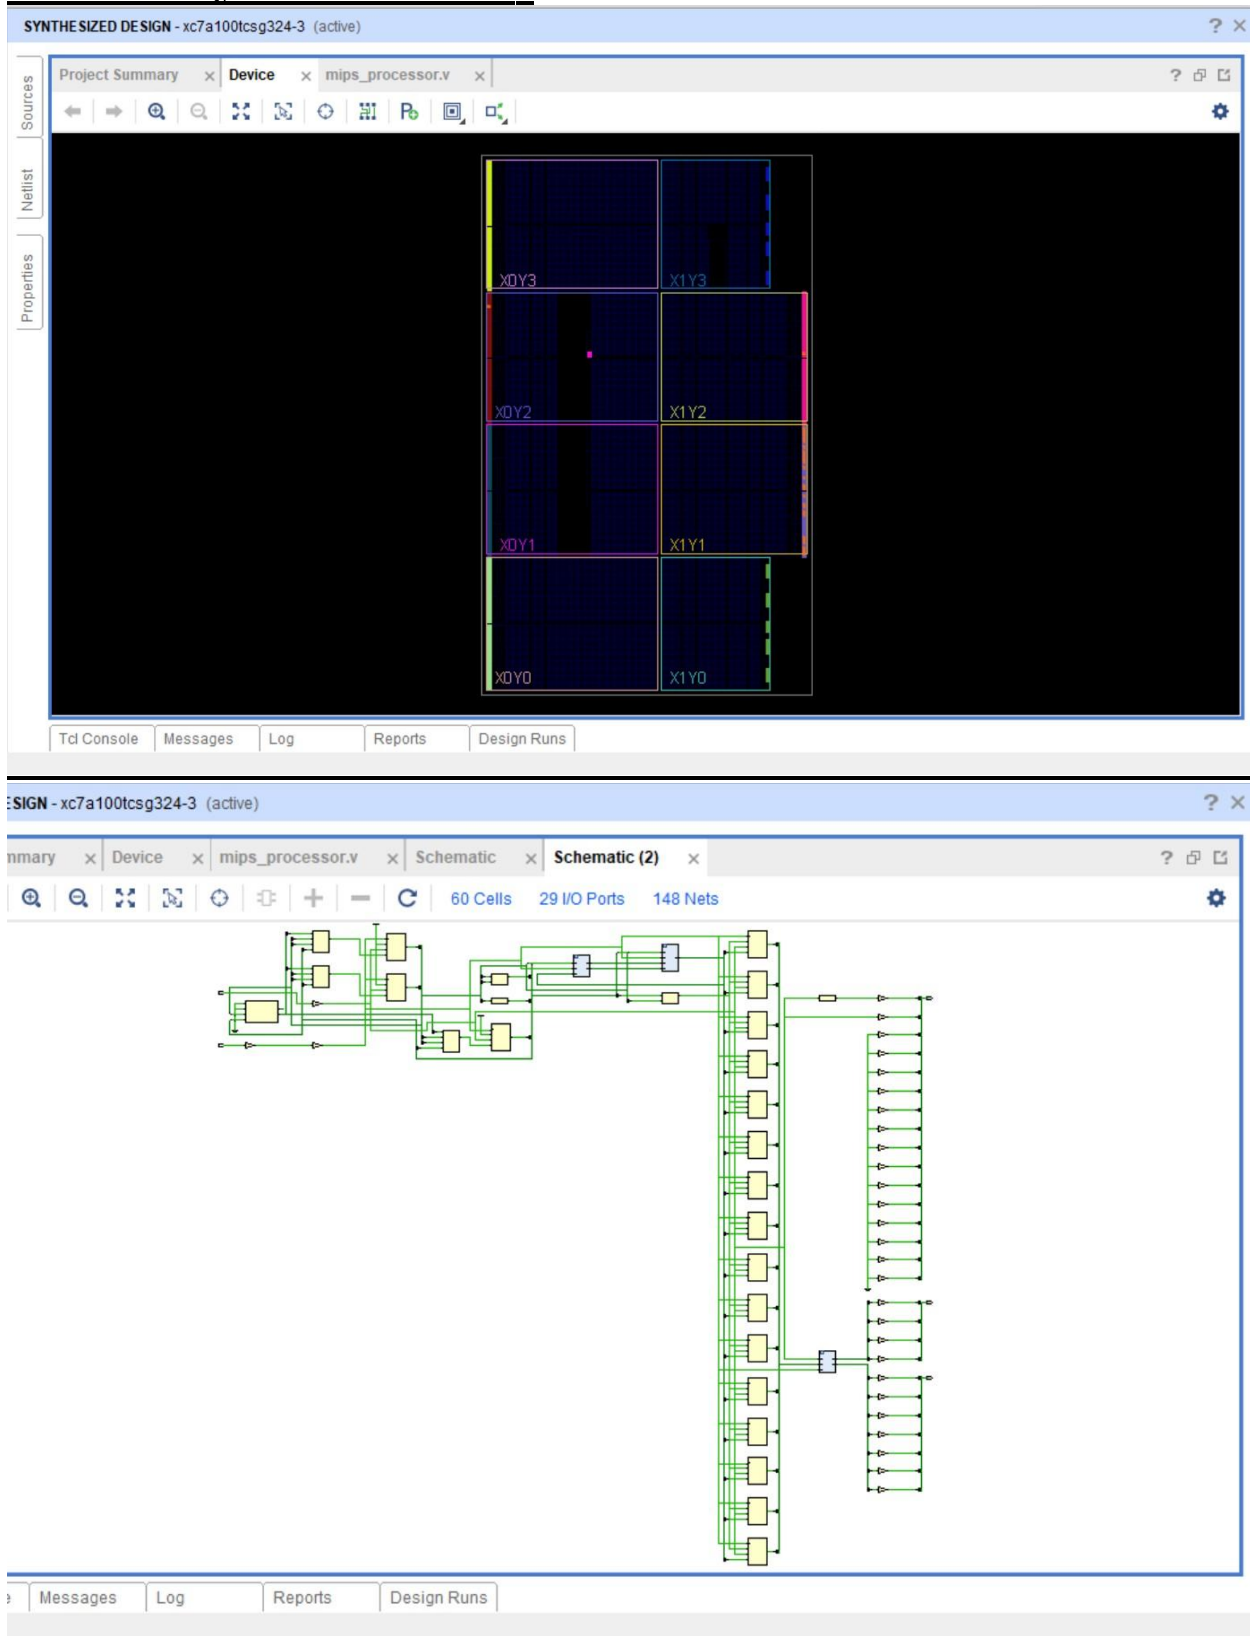 SYNTHESIZED DESIGN - xc7a100tcsg324-3 (active)
Sources
Netlist
Properties
Project Summary
Device
mips_processor.v
X0Y3
X1Y3
X0Y2
X1Y2
X0Y1
X1Y1
X0Y0
X1Y0
Tcl Console
Messages
Log
Reports
Design Runs
ESIGN - xc7a100tcsg324-3 (active)
mmary
Device
mips_processor.v
Schematic
Schematic (2)
60 Cells
29 I/O Ports
148 Nets
Messages
Log
Reports
Design Runs